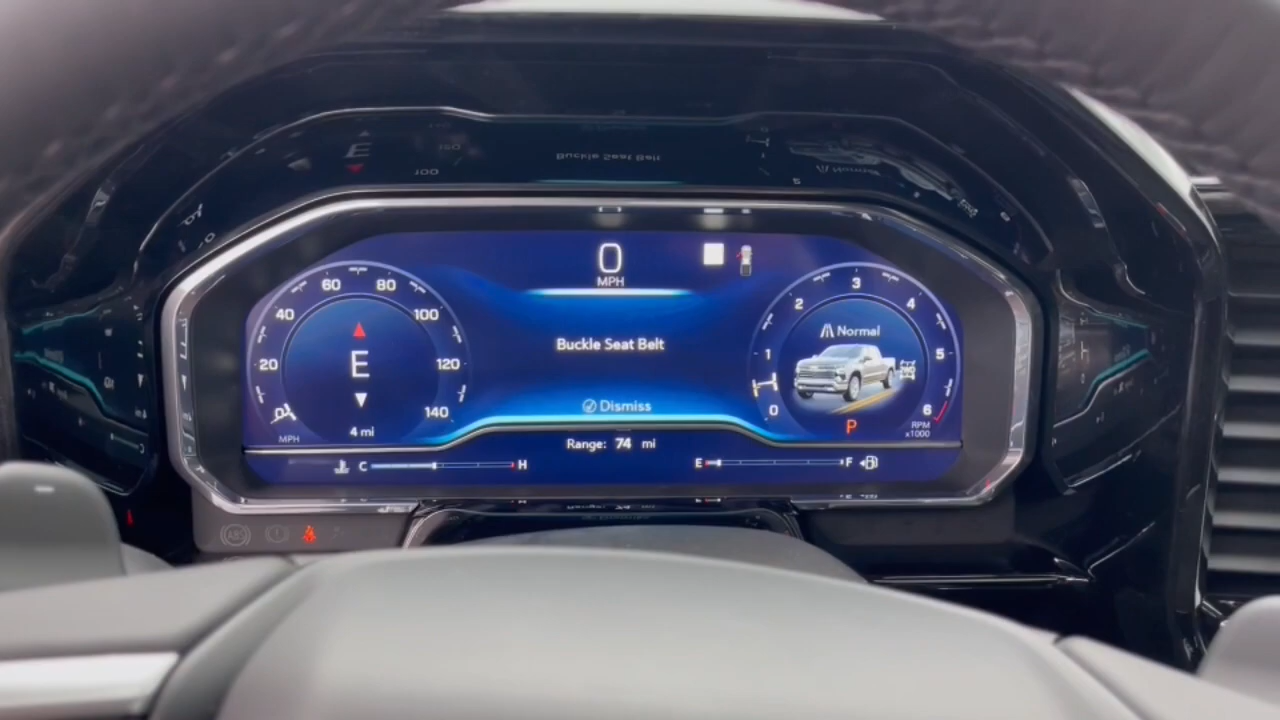 0
MPH
60 80
40 100
20 120
0 140
MPH
E
4 mi
Buckle Seat Belt
Dismiss
Range: 74 mi
C H
E F
3
2 4
1 5
0 6
RPM
x1000
Normal
P
ABS